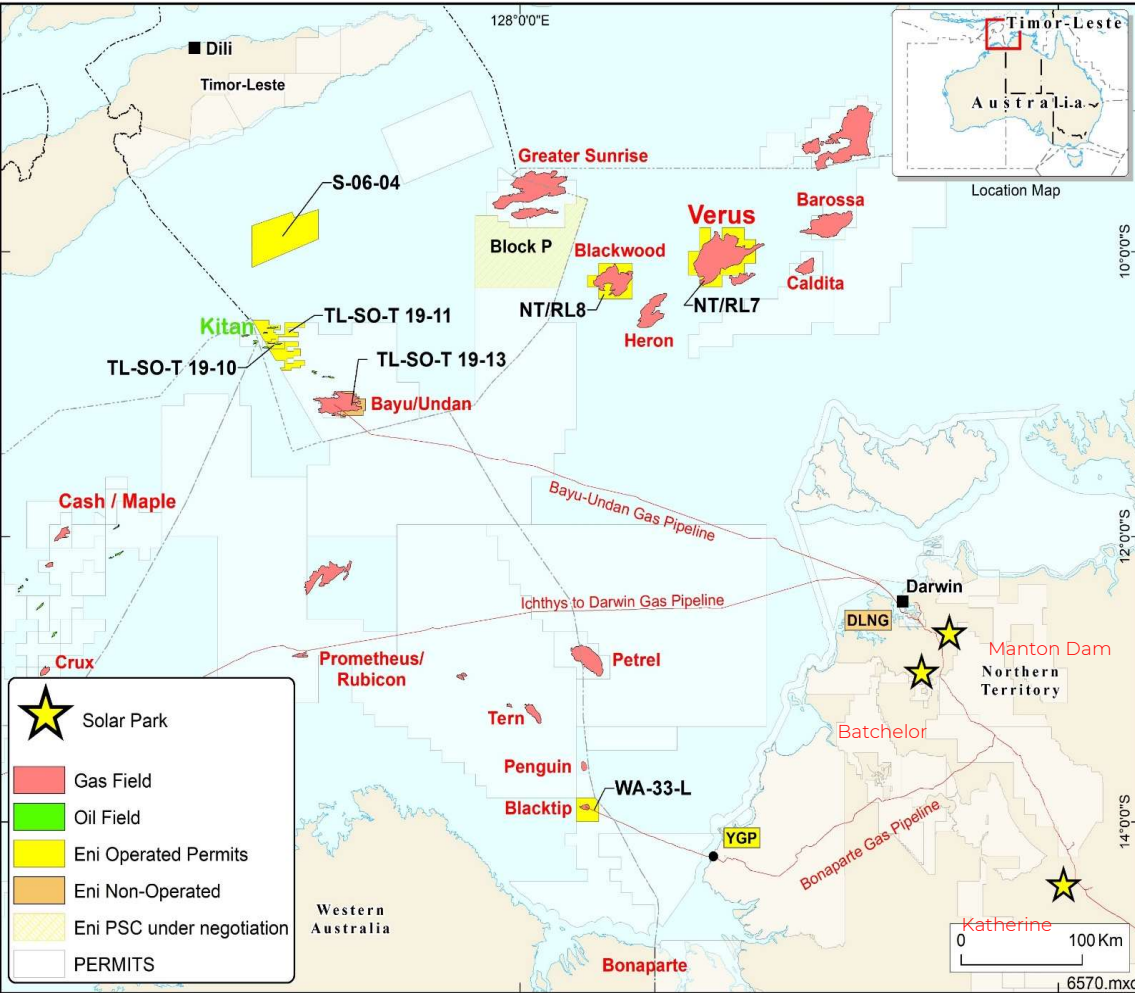 128°0'0"E
Timor-Leste
Australia
Location Map
Dili
Timor-Leste
S-06-04
Greater Sunrise
Block P
Verus
Barossa
Blackwood
Caldita
NT/RL8
NT/RL7
Heron
10°0'0"S
Kitan
TL-SO-T 19-11
TL-SO-T 19-10
TL-SO-T 19-13
Bayu/Undan
Cash / Maple
Bayu-Undan Gas Pipeline
12°0'0"S
Ichthys to Darwin Gas Pipeline
Darwin
DLNG
Manton Dam
Northern
Territory
Crux
Prometheus/
Rubicon
Petrel
Tern
Batchelor
Penguin
Blacktip
WA-33-L
YGP
Bonaparte Gas Pipeline
14°0'0"S
Katherine
Western
Australia
Bonaparte
Solar Park
Gas Field
Oil Field
Eni Operated Permits
Eni Non-Operated
Eni PSC under negotiation
PERMITS
0 100 Km
6570.mxd